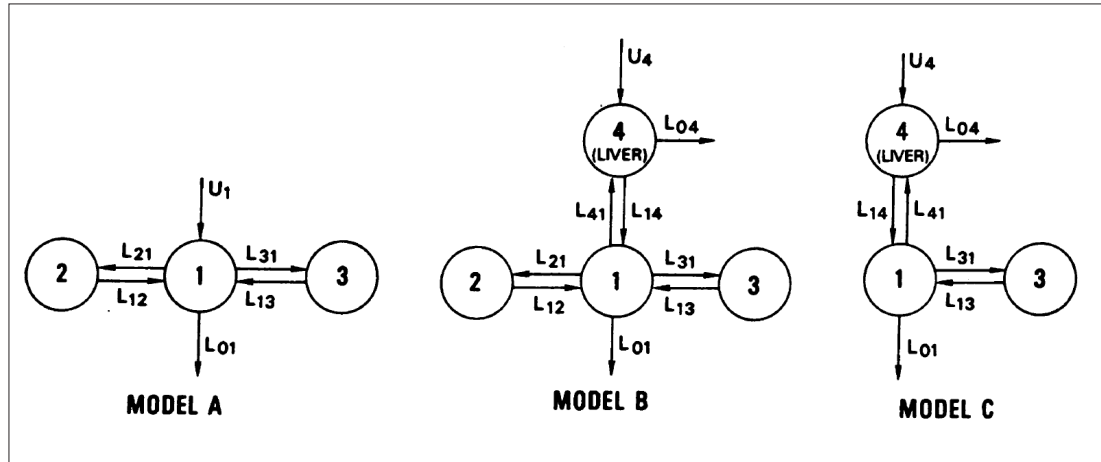 U4
4
(LIVER)
L04
L41
L14
U1
2
L21
L12
1
L31
L13
3
L01
MODEL A
2
L21
L12
1
L31
L13
3
L01
MODEL B
U4
4
(LIVER)
L04
L14
L41
1
L31
L13
3
L01
MODEL C